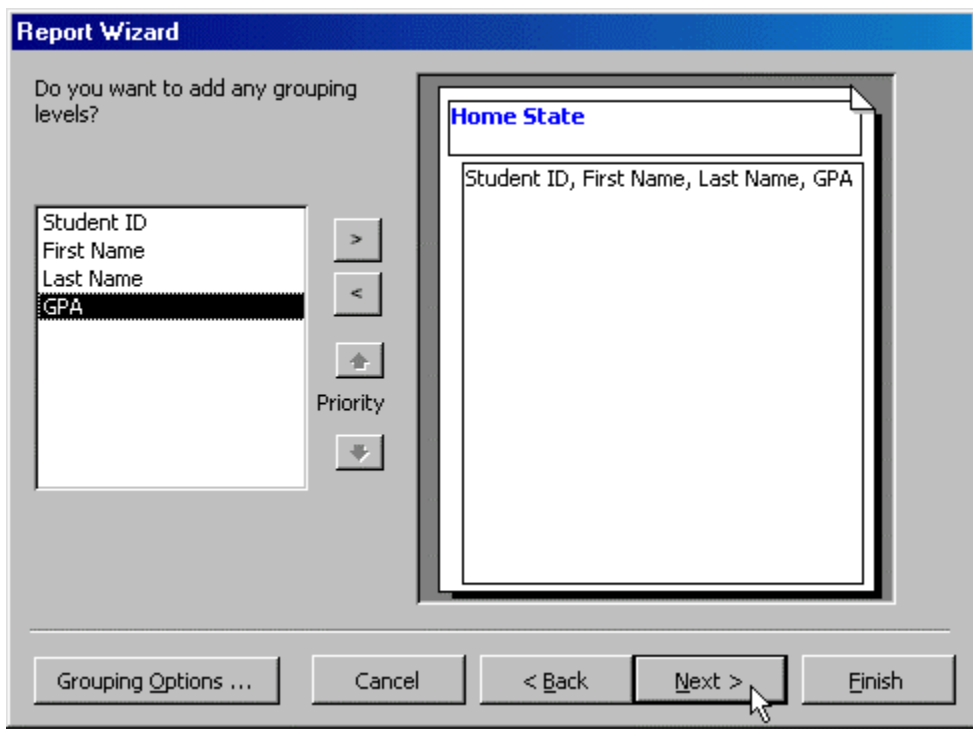 Report Wizard
Do you want to add any grouping
levels?
Student ID
First Name
Last Name
GPA
>
<
Priority
Home State
Student ID, First Name, Last Name, GPA
Grouping Options ...
Cancel
< Back
Next >
Finish